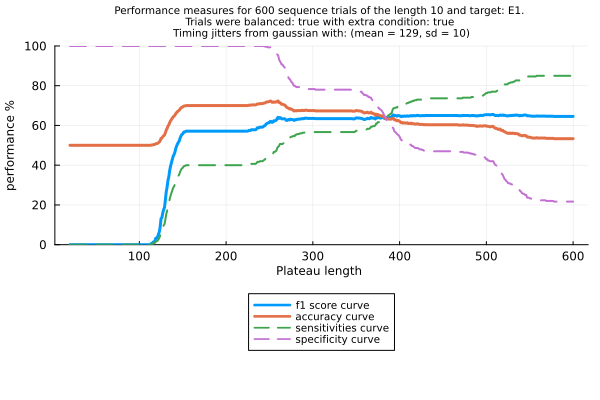 Performance measures for 600 sequence trials of the length 10 and target: E1.
Trials were balanced: true with extra condition: true
Timing jitters from gaussian with: (mean = 129, sd = 10)
100
80
60
40
20
0
performance %
100 200 300 400 500 600
Plateau length
f1 score curve
accuracy curve
sensitivities curve
specificity curve